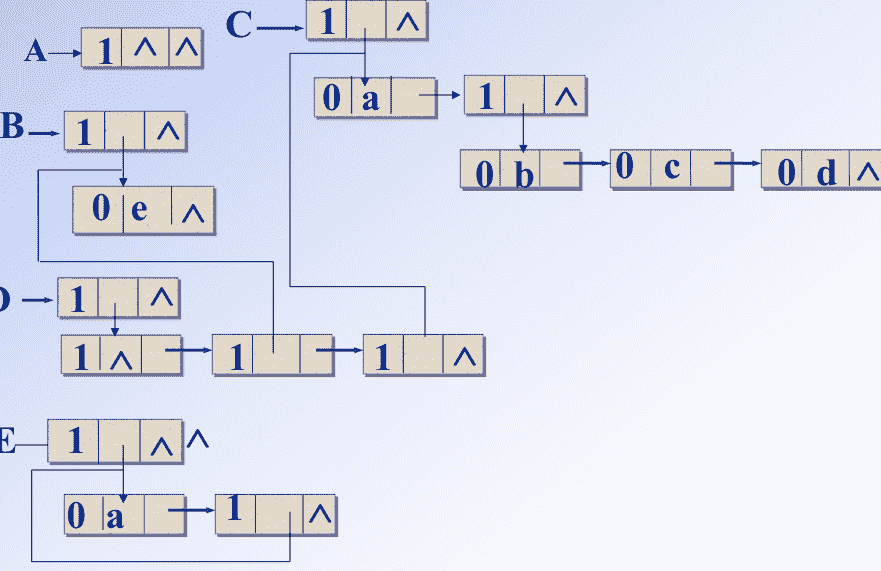 C 1 ^
A 1 ^ ^
0 a 1 ^
B 1 ^
0 b 0 c 0 d ^
0 e ^
D 1 ^
1 ^ 1 1 ^
E 1 ^ ^
0 a 1 ^